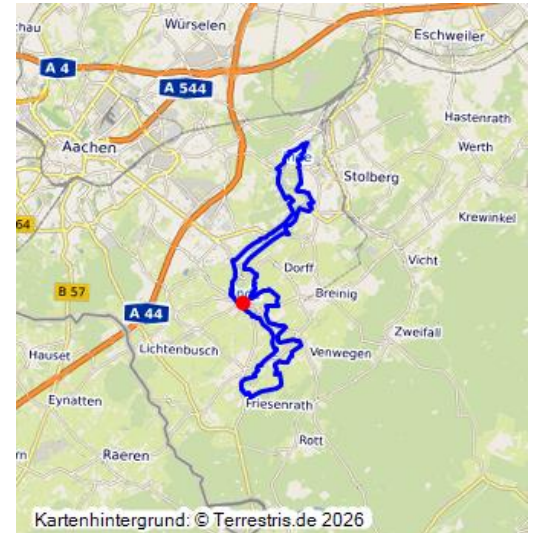 Würselen
Eschweiler
A 4
A 544
Hastenrath
Aachen
Werth
Stolberg
Krewinkel
64
Dorff
Vicht
B 57
Breinig
A 44
Zweifall
Hauset
Lichtenbusch
Venwegen
Eynatten
Friesenrath
Rott
Raeren
Kartenhintergrund: © Terrestris.de 2026